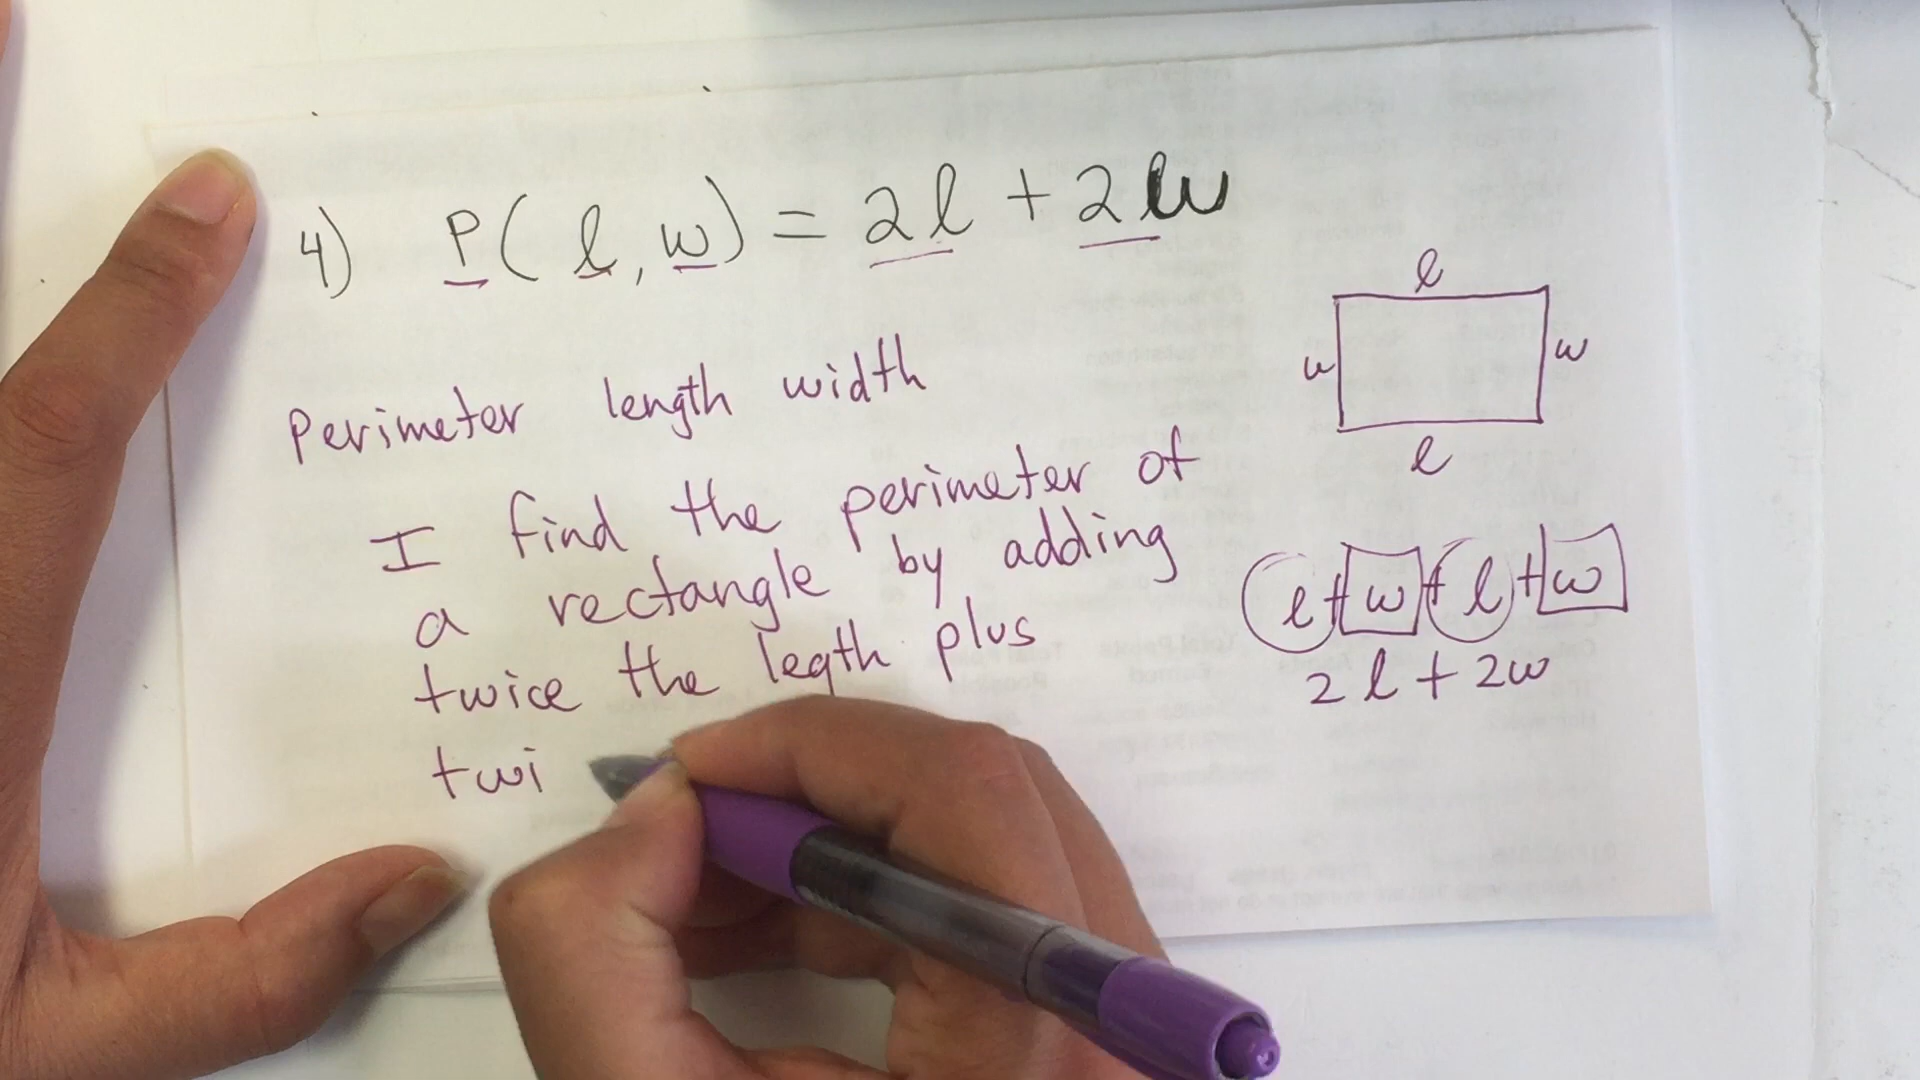 4) P(l, w) = 2l + 2w
Perimeter length width
I find the perimeter of
a rectangle by adding
twice the legth plus
twi
l
w w
l
l + w + l + w
2l + 2w